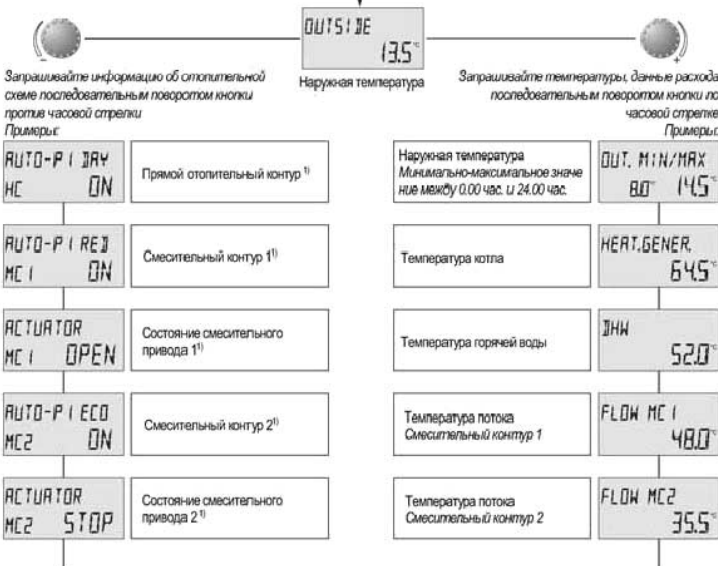 OUTSIDE
13.5°
Наружная температура
Запрашивайте информацию об отопительной
схеме последовательным поворотом кнопки
против часовой стрелки
Примеры:
Запрашивайте температуры, данные расхода
последовательным поворотом кнопки по
часовой стрелке
Примеры:
AUTO-P1 DAY
HC ON
Прямой отопительный контур 1)
AUTO-P1 RED
MC1 ON
Смесительный контур 1 1)
ACTUATOR
MC1 OPEN
Состояние смесительного
привода 1 1)
AUTO-P1 ECO
MC2 ON
Смесительный контур 2 1)
ACTUATOR
MC2 STOP
Состояние смесительного
привода 2 1)
Наружная температура
Минимально-максимальное значе
ние между 0.00 час. и 24.00 час.
OUT. MIN/MAX
8.0° 14.5°
Температура котла
HEAT.GENER.
64.5°C
Температура горячей воды
DHW
52.0°C
Температура потока
Смесительный контур 1
FLOW MC1
48.0°C
Температура потока
Смесительный контур 2
FLOW MC2
35.5°